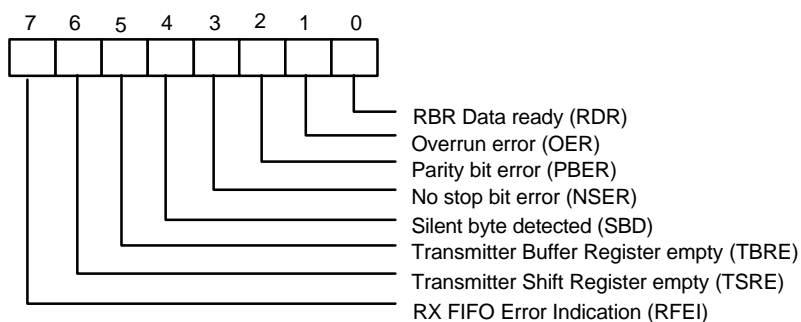 7 6 5 4 3 2 1 0
RBR Data ready (RDR)
Overrun error (OER)
Parity bit error (PBER)
No stop bit error (NSER)
Silent byte detected (SBD)
Transmitter Buffer Register empty (TBRE)
Transmitter Shift Register empty (TSRE)
RX FIFO Error Indication (RFEI)